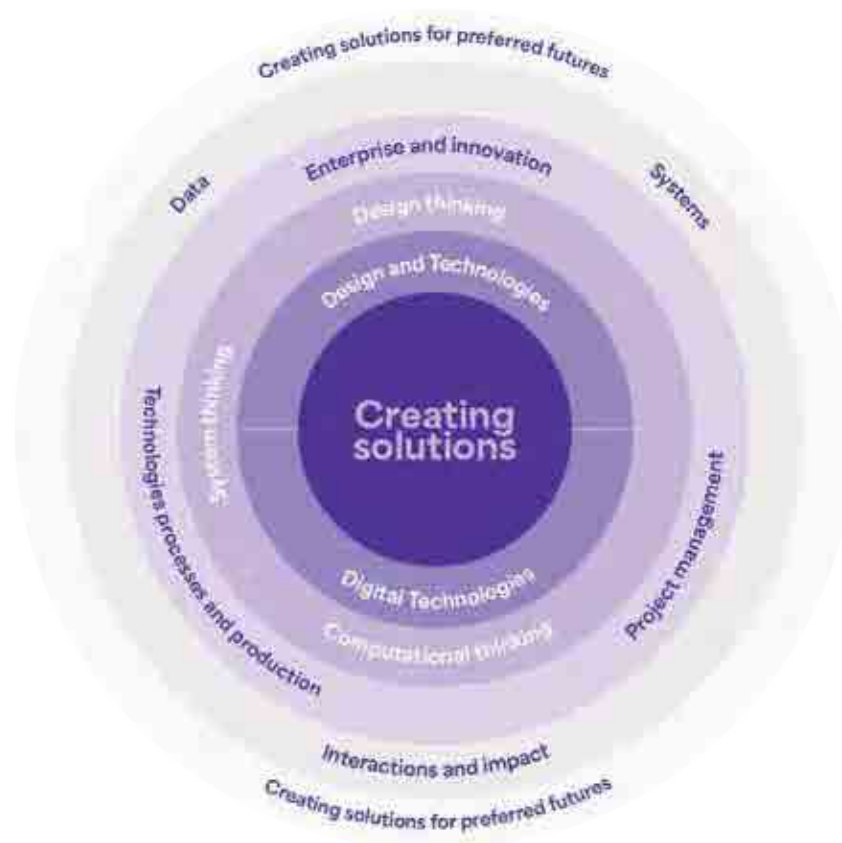 Creating solutions for preferred futures
Data
Systems
Enterprise and innovation
Design thinking
Design and Technologies
System thinking
Creating
solutions
Technologies processes and production
Project management
Digital Technologies
Computational thinking
Interactions and impact
Creating solutions for preferred futures